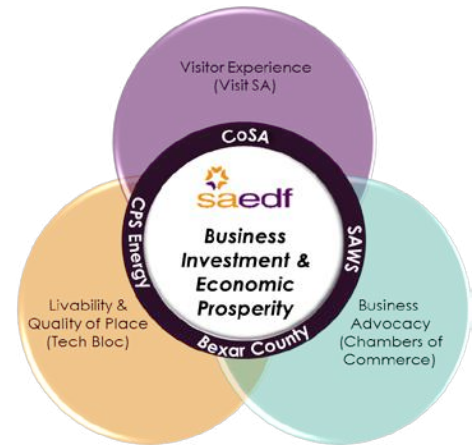 Visitor Experience
(Visit SA)
CoSA
CPS Energy
SAWS
Bexar County
saedf
Business
Investment &
Economic
Prosperity
Livability &
Quality of Place
(Tech Bloc)
Business
Advocacy
(Chambers of
Commerce)